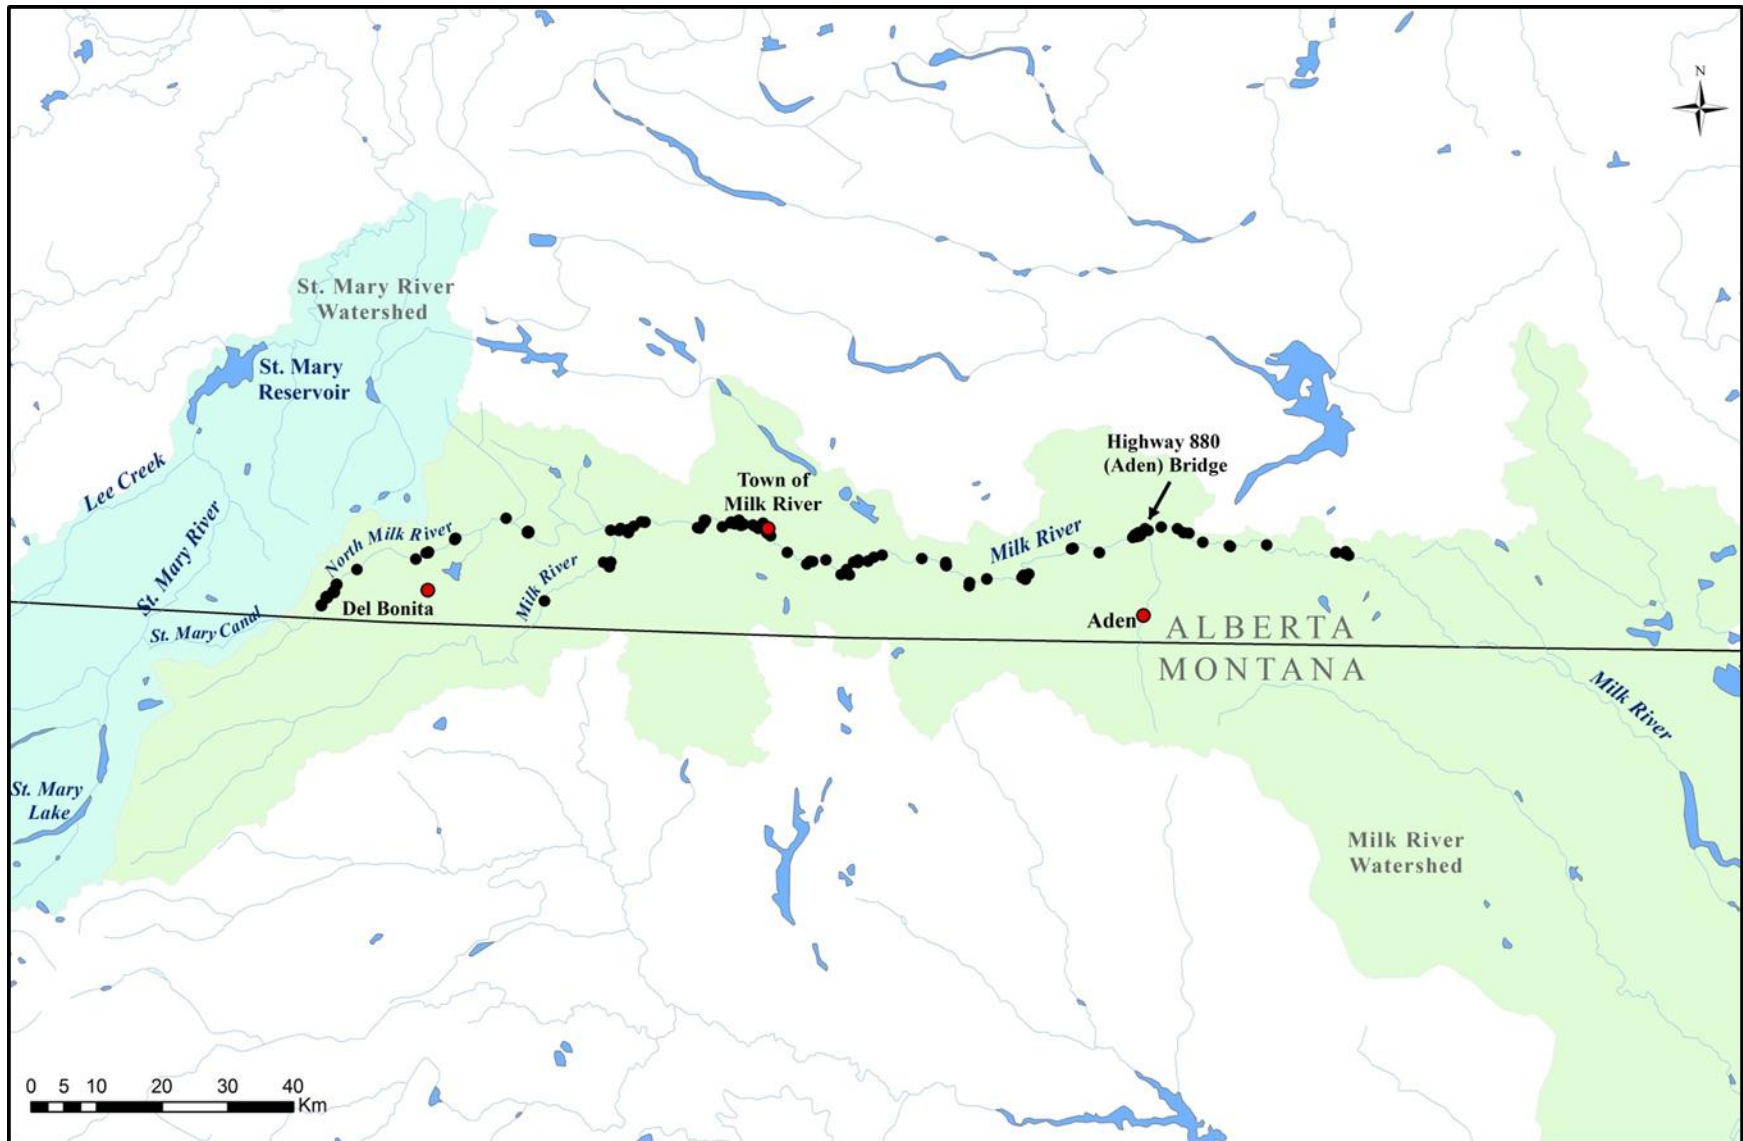 N
St. Mary River
Watershed
St. Mary
Reservoir
Lee Creek
St. Mary River
North Milk River
Town of
Milk River
Highway 880
(Aden) Bridge
Milk River
Milk River
Del Bonita
St. Mary Canal
Aden
ALBERTA
MONTANA
Milk River
St. Mary
Lake
Milk River
Watershed
0 5 10 20 30 40
Km